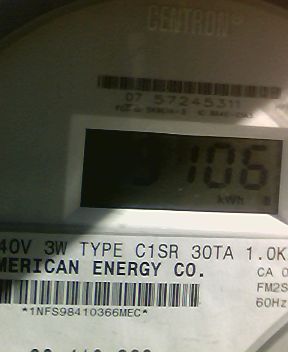 CENTRON®
07 57245311
9106
kWh
40V 3W TYPE C1SR 30TA 1.0K
MERICAN ENERGY CO.
CA 0
FM2S
60Hz
*1NFS98410366MEC*